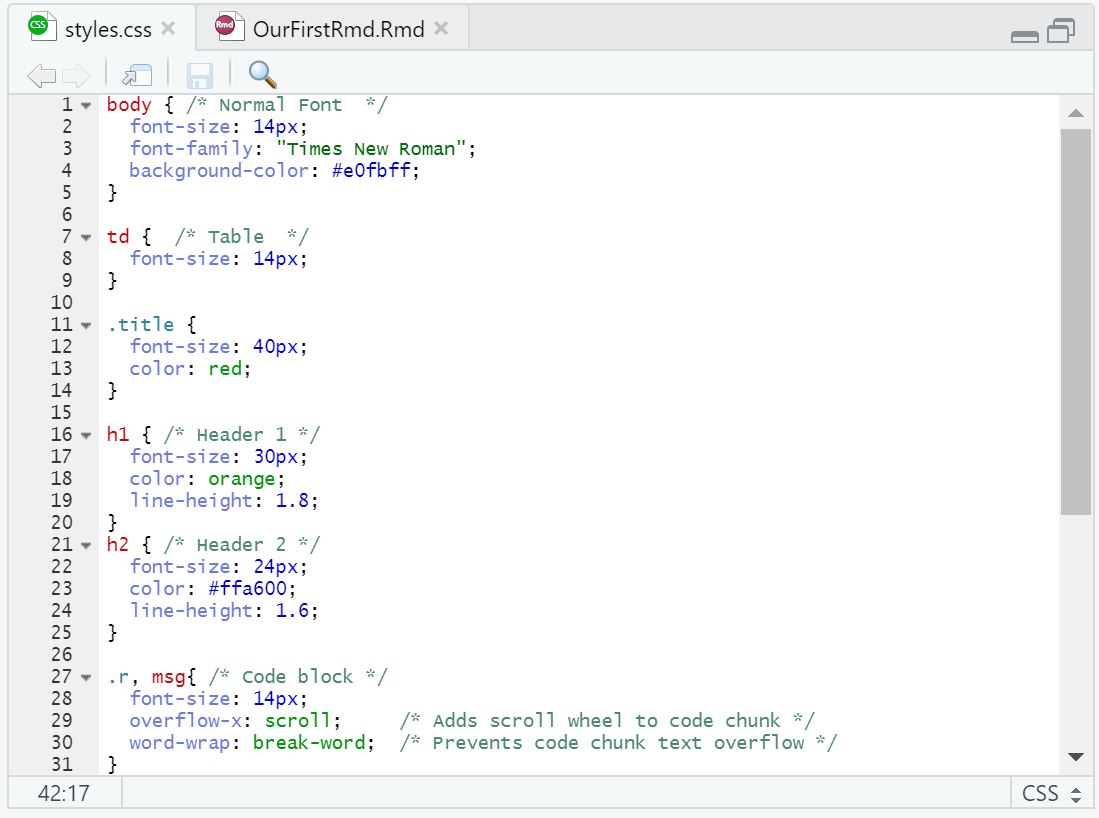 styles.css OurFirstRmd.Rmd
1 body { /* Normal Font  */
2   font-size: 14px;
3   font-family: "Times New Roman";
4   background-color: #e0fbff;
5 }
6
7 td {  /* Table  */
8   font-size: 14px;
9 }
10
11 .title {
12   font-size: 40px;
13   color: red;
14 }
15
16 h1 { /* Header 1 */
17   font-size: 30px;
18   color: orange;
19   line-height: 1.8;
20 }
21 h2 { /* Header 2 */
22   font-size: 24px;
23   color: #ffa600;
24   line-height: 1.6;
25 }
26
27 .r, msg{ /* Code block */
28   font-size: 14px;
29   overflow-x: scroll;     /* Adds scroll wheel to code chunk */
30   word-wrap: break-word;  /* Prevents code chunk text overflow */
31 }
42:17 CSS